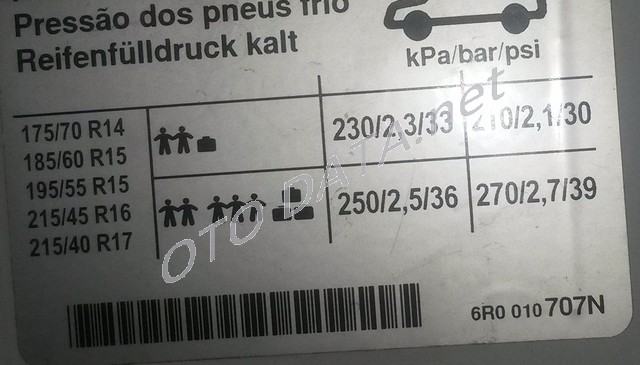 Pressão dos pneus frio
Reifenfülldruck kalt
kPa/bar/psi
175/70 R14
185/60 R15
195/55 R15
215/45 R16
215/40 R17
230/2,3/33 210/2,1/30
250/2,5/36 270/2,7/39
OTO DATA.net
6R0 010 707N